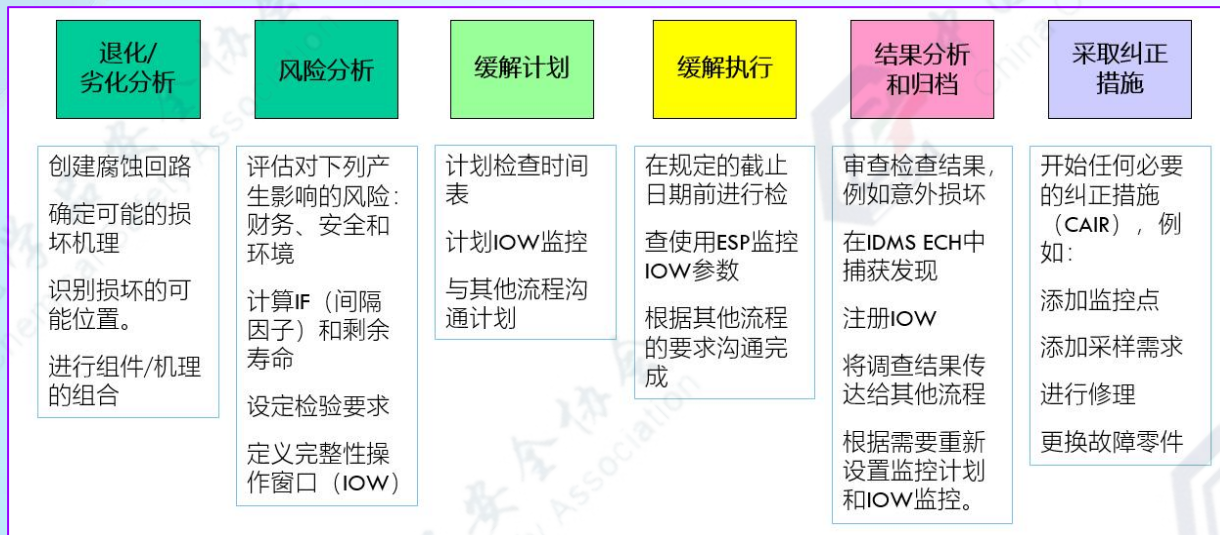 退化/
劣化分析
风险分析
缓解计划
缓解执行
结果分析
和归档
采取纠正
措施
创建腐蚀回路
确定可能的损
坏机理
识别损坏的可
能位置。
进行组件/机理
的组合
评估对下列产
生影响的风险：
财务、安全和
环境
计算IF（间隔
因子）和剩余
寿命
设定检验要求
定义完整性操
作窗口（IOW）
计划检查时间
表
计划IOW监控
与其他流程沟
通计划
在规定的截止
日期前进行检
查使用ESP监控
IOW参数
根据其他流程
的要求沟通完
成
审查检查结果，
例如意外损坏
在IDMS ECH中
捕获发现
注册IOW
将调查结果传
达给其他流程
根据需要重新
设置监控计划
和IOW监控。
开始任何必要
的纠正措施
（CAIR），例
如：
添加监控点
添加采样需求
进行修理
更换故障零件